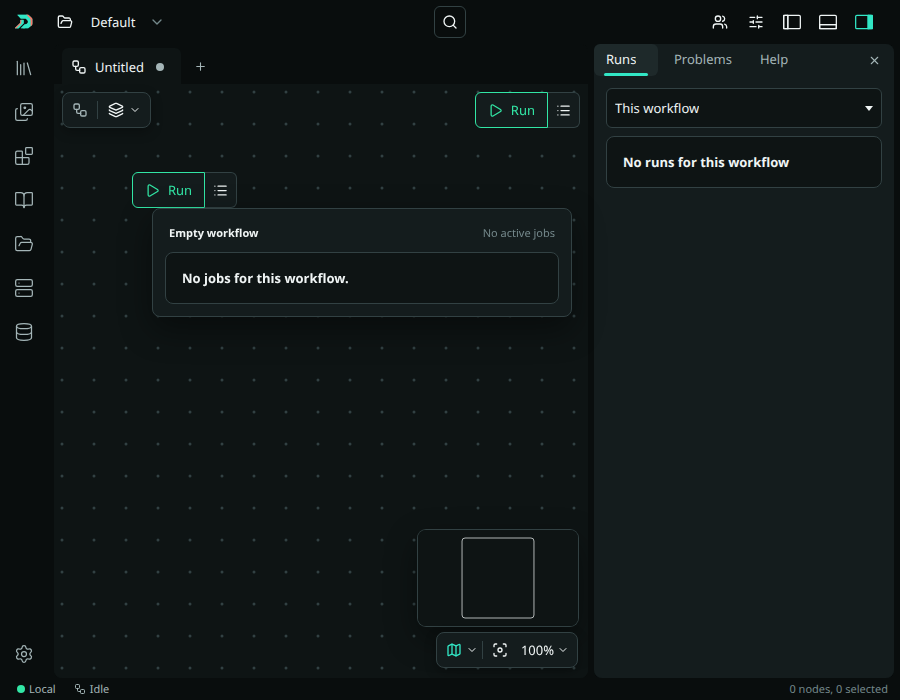 Default
Untitled
Run
Run
Empty workflow No active jobs
No jobs for this workflow.
100%
Runs Problems Help
This workflow
No runs for this workflow
Local Idle 0 nodes, 0 selected